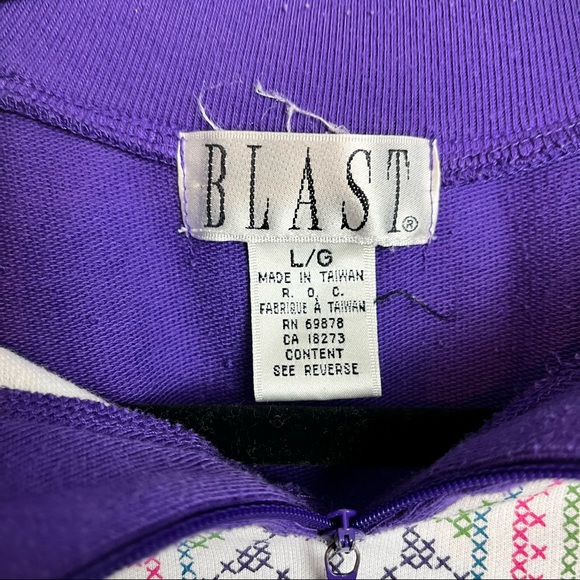 BLAST®
L/G
MADE IN TAIWAN
R. O. C.
FABRIQUE À TAIWAN
RN 69878
CA 18273
CONTENT
SEE REVERSE